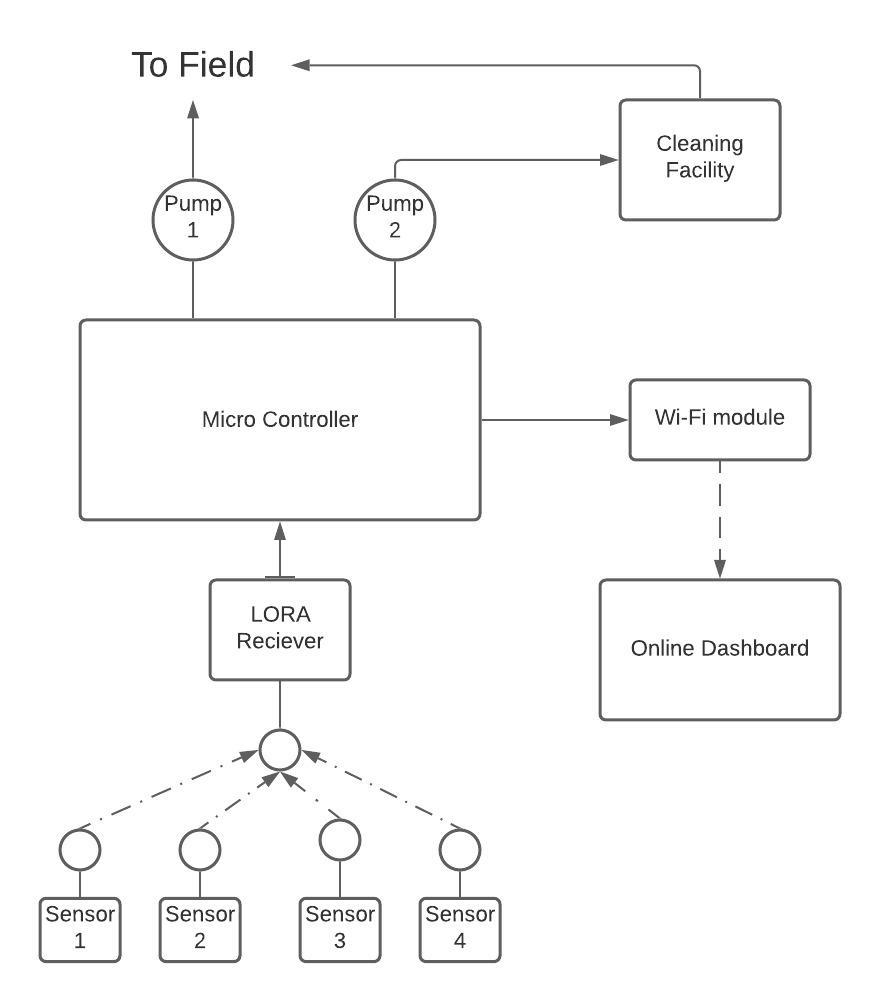 To Field
Cleaning
Facility
Pump
1
Pump
2
Micro Controller
Wi-Fi module
LORA
Reciever
Online Dashboard
Sensor
1
Sensor
2
Sensor
3
Sensor
4